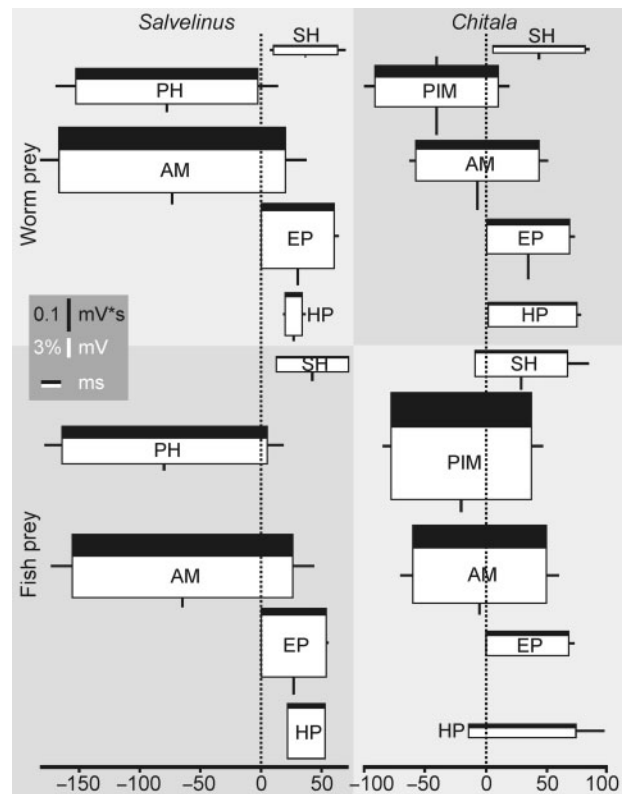 Salvelinus
Chitala
Worm prey
SH
PH
AM
EP
HP
SH
PIM
AM
EP
HP
0.1 mV*s
3% mV
ms
Fish prey
SH
PH
AM
EP
HP
SH
PIM
AM
EP
HP
−150 −100 −50 0 50
−100 −50 0 50 100